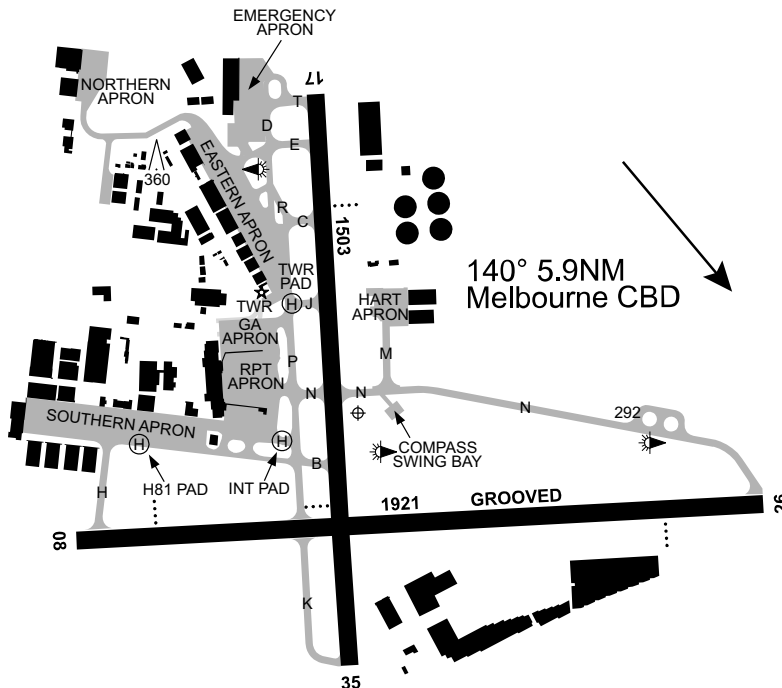 EMERGENCY
APRON
17
NORTHERN
APRON
T
D
E
EASTERN APRON
360
R
C
1503
140° 5.9NM
Melbourne CBD
TWR
PAD
TWR
H
J
HART
APRON
GA
APRON
P
M
RPT
APRON
N
N
N
292
SOUTHERN APRON
H
H
COMPASS
SWING BAY
B
H
H81 PAD
INT PAD
1921
GROOVED
26
08
K
35